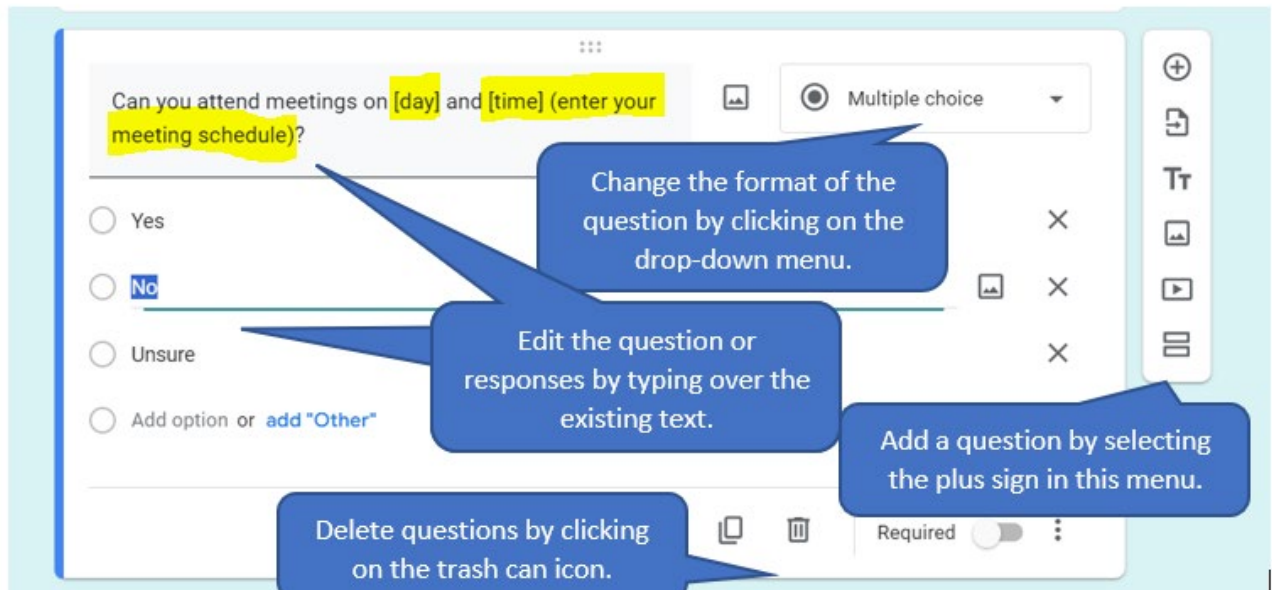 Can you attend meetings on [day] and [time] (enter your
meeting schedule)?
Multiple choice
Change the format of the
question by clicking on the
drop-down menu.
Yes
No
Unsure
Add option or add "Other"
Edit the question or
responses by typing over the
existing text.
Tт
Add a question by selecting
the plus sign in this menu.
Delete questions by clicking
on the trash can icon.
Required